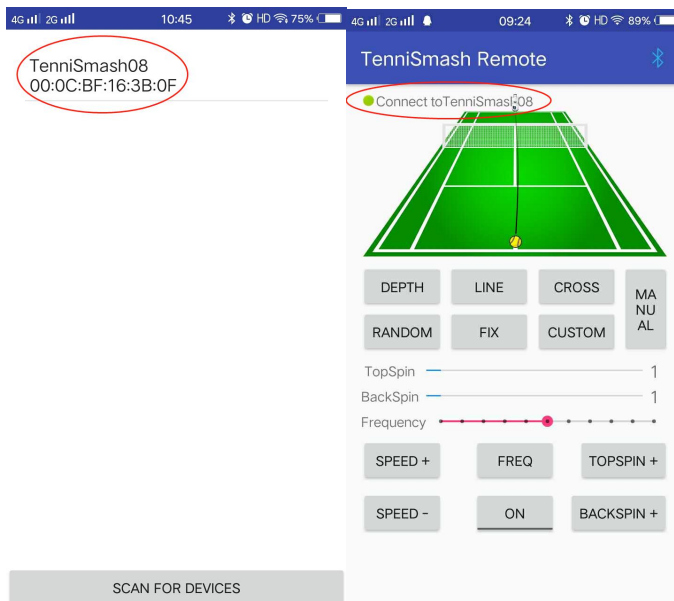 4G 2G 10:45 HD 75%
TenniSmash08
00:0C:BF:16:3B:0F
SCAN FOR DEVICES
4G 2G 09:24 HD 89%
TenniSmash Remote
Connect toTenniSmash08
DEPTH LINE CROSS MA
NU
AL
RANDOM FIX CUSTOM
TopSpin 1
BackSpin 1
Frequency
SPEED + FREQ TOPSPIN +
SPEED - ON BACKSPIN +